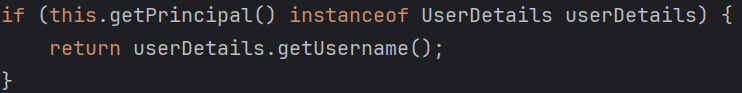 if (this.getPrincipal() instanceof UserDetails userDetails) {
    return userDetails.getUsername();
}